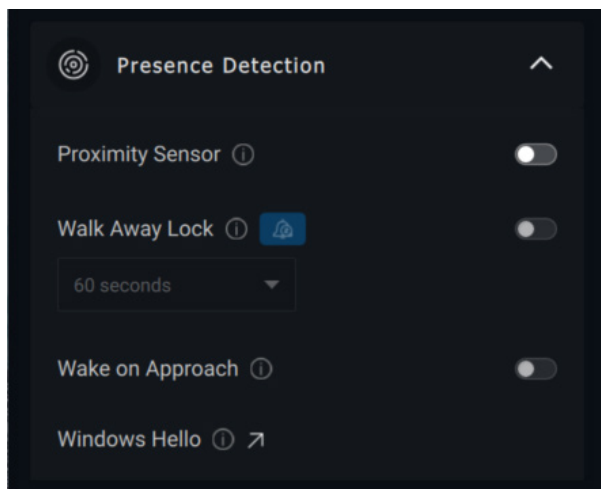 Presence Detection
Proximity Sensor
Walk Away Lock
60 seconds
Wake on Approach
Windows Hello